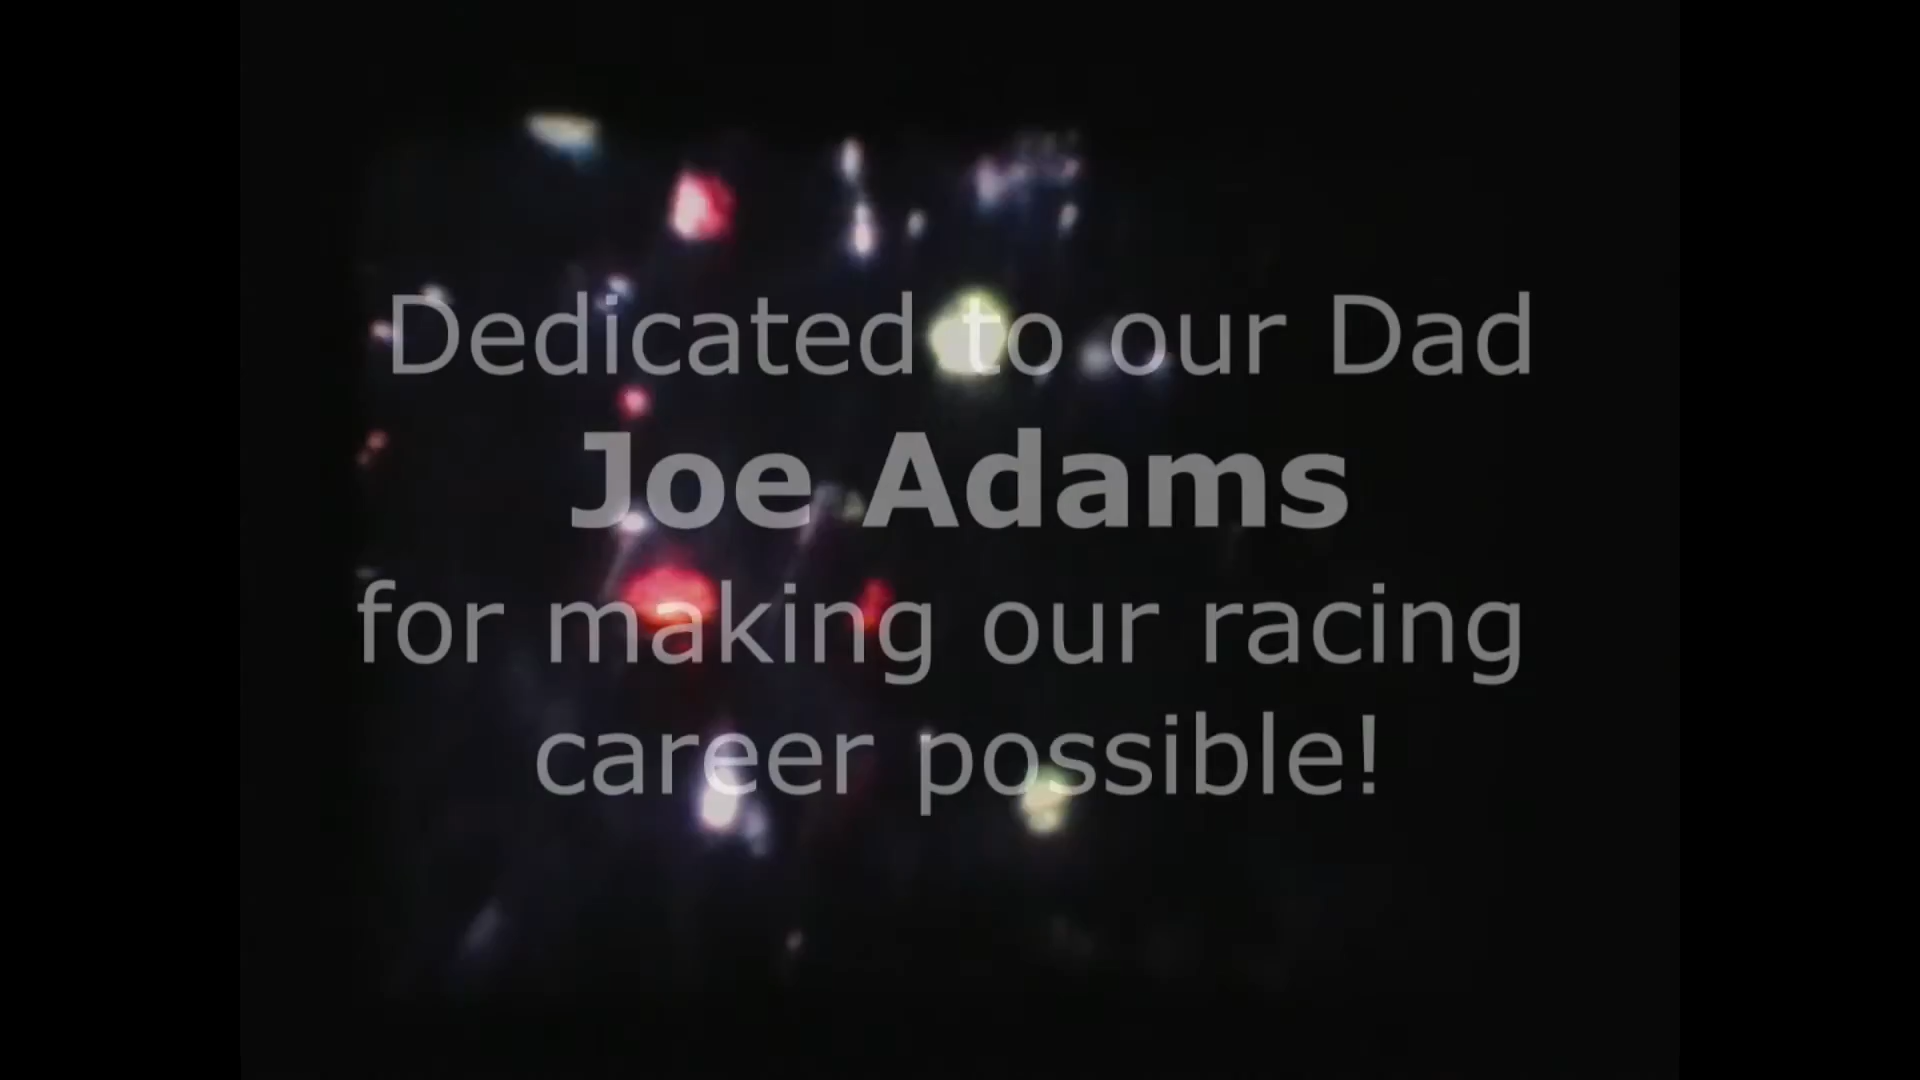 Dedicated to our Dad
Joe Adams
for making our racing
career possible!